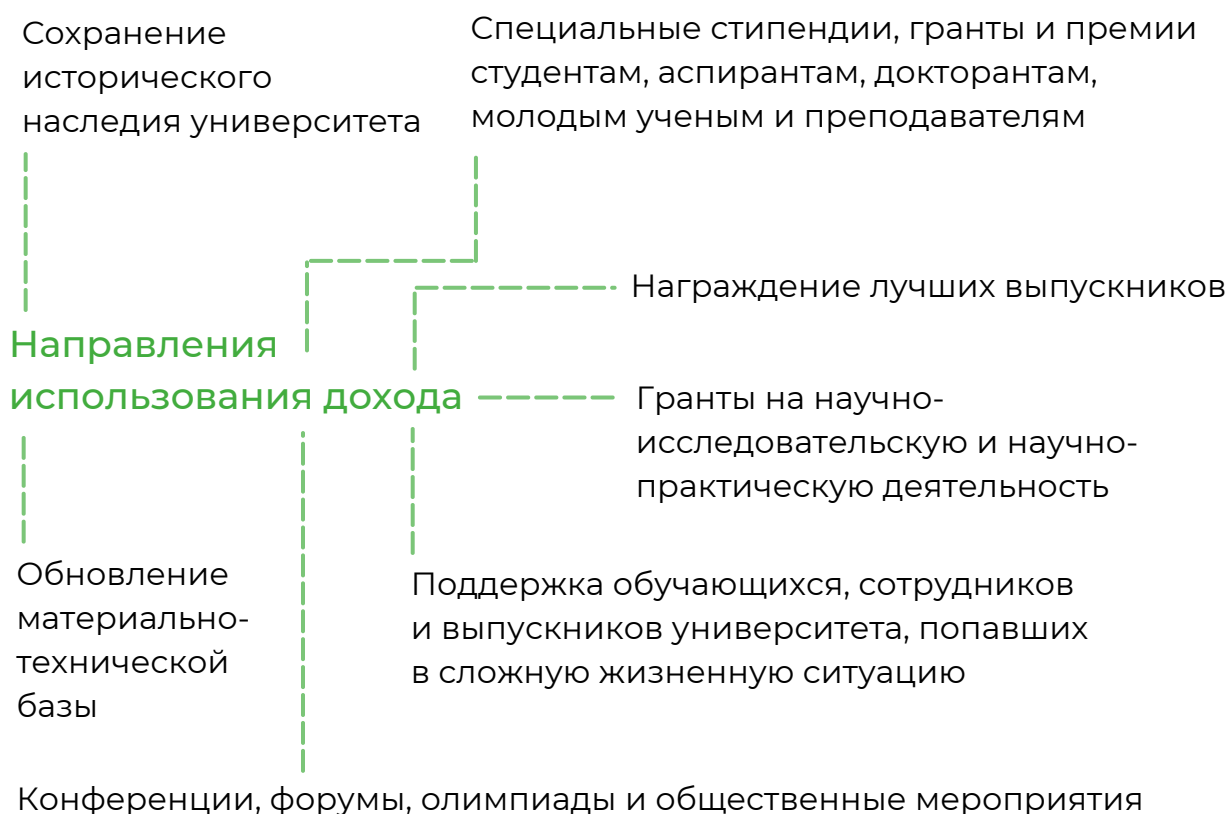 Сохранение
исторического
наследия университета
Специальные стипендии, гранты и премии
студентам, аспирантам, докторантам,
молодым ученым и преподавателям
Награждение лучших выпускников
Направления
использования дохода
Гранты на научно-
исследовательскую и научно-
практическую деятельность
Обновление
материально-
технической
базы
Поддержка обучающихся, сотрудников
и выпускников университета, попавших
в сложную жизненную ситуацию
Конференции, форумы, олимпиады и общественные мероприятия